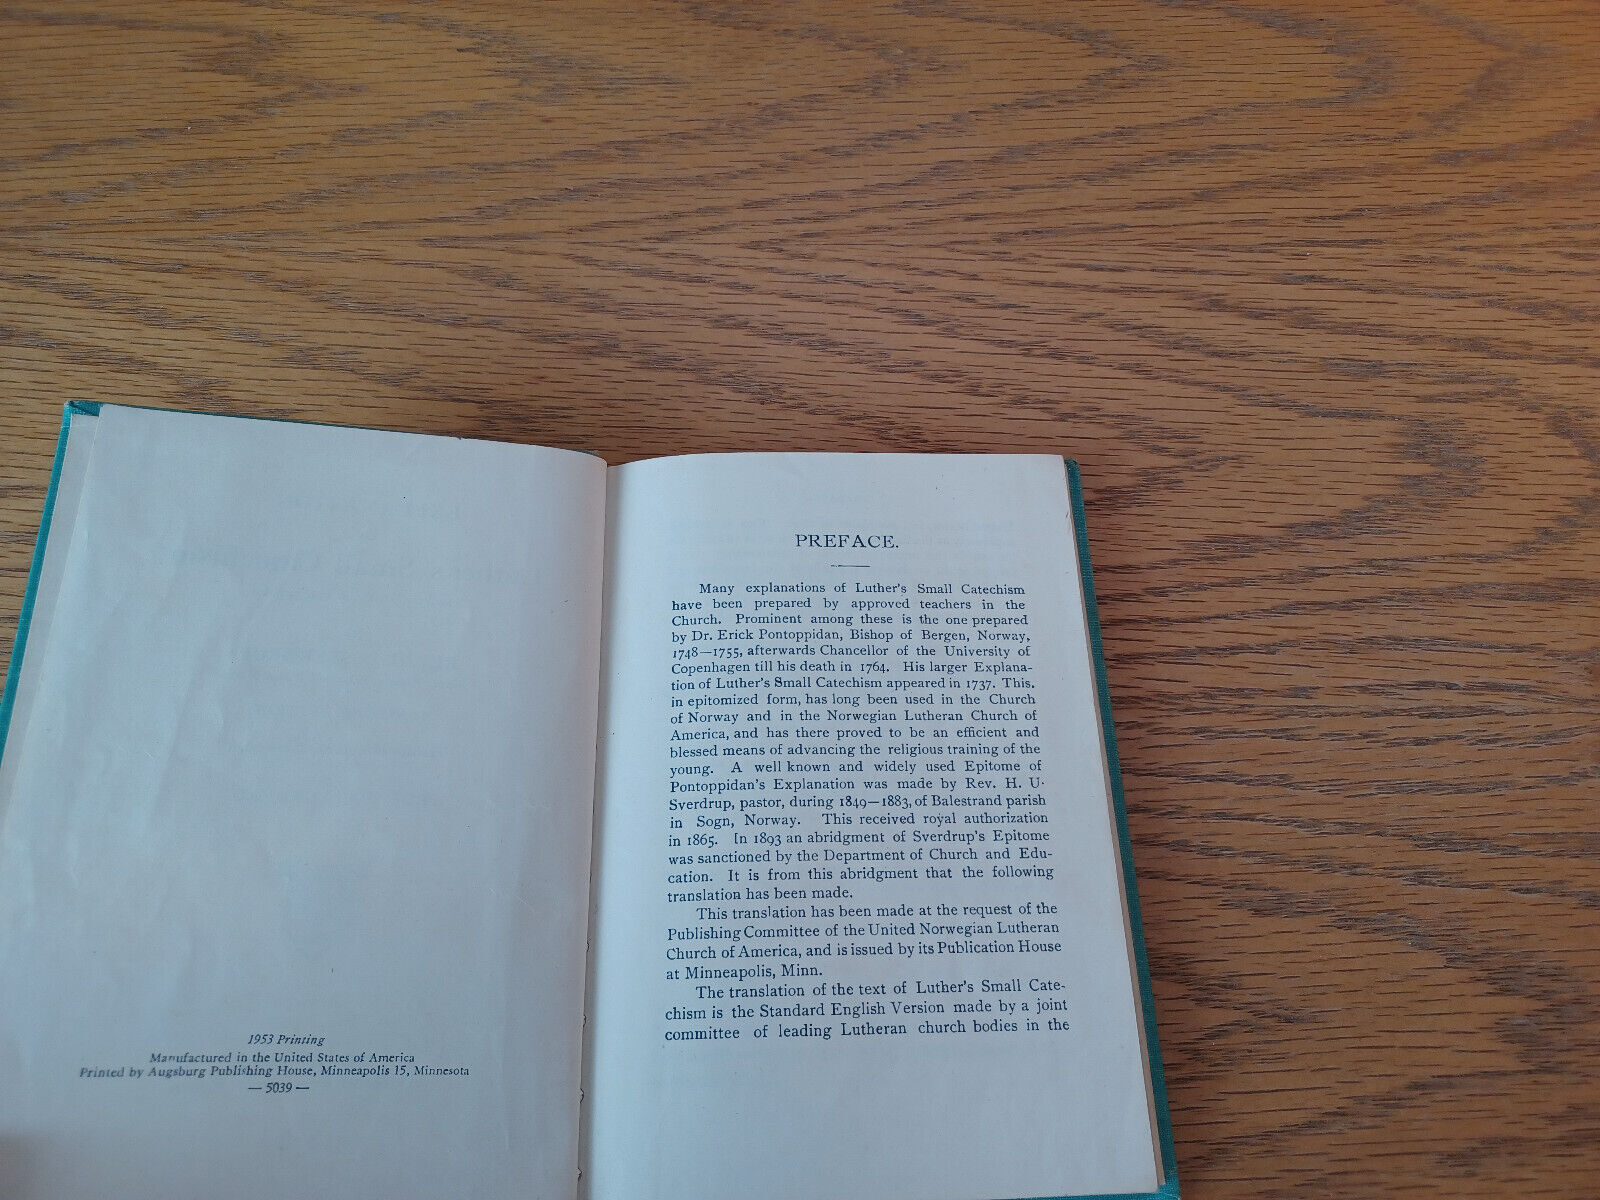 1953 Printing
Manufactured in the United States of America
Printed by Augsburg Publishing House, Minneapolis 15, Minnesota
— 5039 —
PREFACE.
Many explanations of Luther's Small Catechism
have been prepared by approved teachers in the
Church. Prominent among these is the one prepared
by Dr. Erick Pontoppidan, Bishop of Bergen, Norway,
1748—1755, afterwards Chancellor of the University of
Copenhagen till his death in 1764. His larger Explana-
tion of Luther's Small Catechism appeared in 1737. This.
in epitomized form, has long been used in the Church
of Norway and in the Norwegian Lutheran Church of
America, and has there proved to be an efficient and
blessed means of advancing the religious training of the
young. A well known and widely used Epitome of
Pontoppidan's Explanation was made by Rev. H. U.
Sverdrup, pastor, during 1849—1883, of Balestrand parish
in Sogn, Norway. This received royal authorization
in 1865. In 1893 an abridgment of Sverdrup's Epitome
was sanctioned by the Department of Church and Edu-
cation. It is from this abridgment that the following
translation has been made.
This translation has been made at the request of the
Publishing Committee of the United Norwegian Lutheran
Church of America, and is issued by its Publication House
at Minneapolis, Minn.
The translation of the text of Luther's Small Cate-
chism is the Standard English Version made by a joint
committee of leading Lutheran church bodies in the